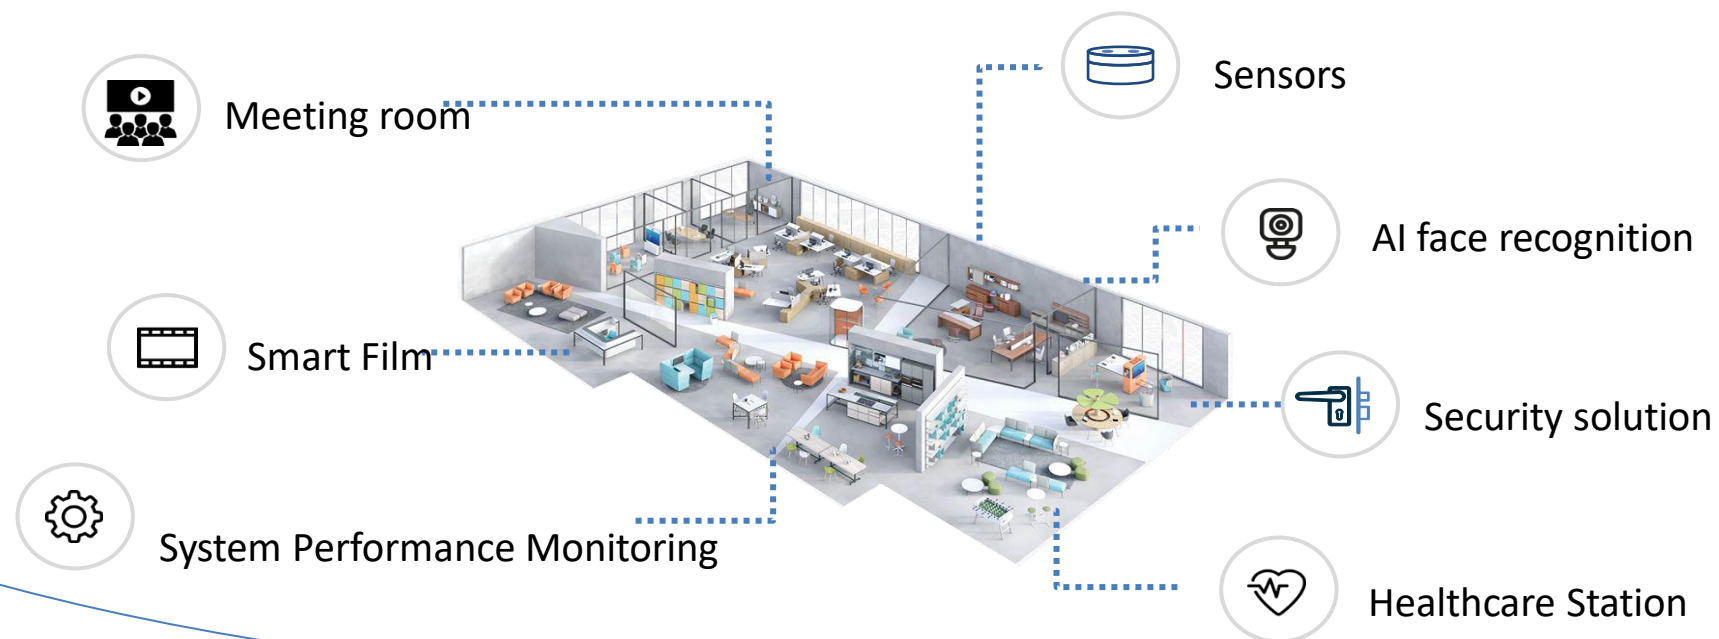 Meeting room
Sensors
AI face recognition
Smart Film
Security solution
System Performance Monitoring
Healthcare Station